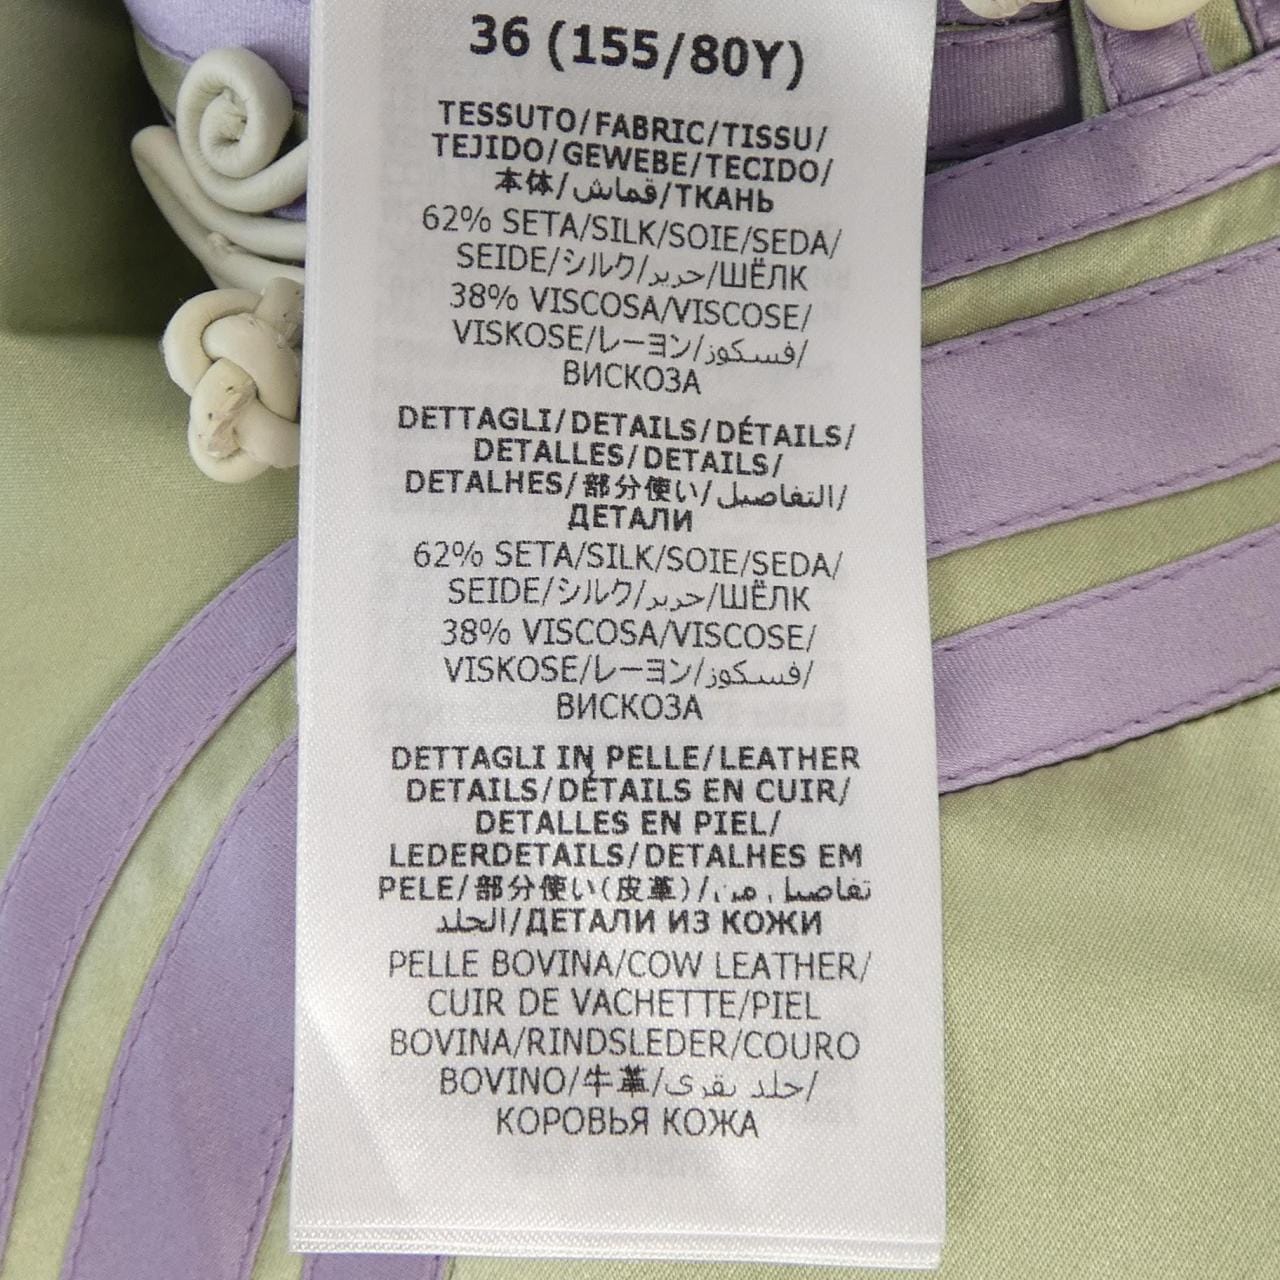 36 (155/80Y)
TESSUTO/FABRIC/TISSU/
TEJIDO/GEWEBE/TECIDO/
本体/قماش/ТКАНЬ
62% SETA/SILK/SOIE/SEDA/
SEIDE/シルク/حرير/ШЁЛК
38% VISCOSA/VISCOSE/
VISKOSE/レーヨン/فسكوز/
ВИСКОЗА
DETTAGLI/DETAILS/DÉTAILS/
DETALLES/DETAILS/
DETALHES/部分使い/التفاصيل/
ДЕТАЛИ
62% SETA/SILK/SOIE/SEDA/
SEIDE/シルク/حرير/ШЁЛК
38% VISCOSA/VISCOSE/
VISKOSE/レーヨン/فسكوز/
ВИСКОЗА
DETTAGLI IN PELLE/LEATHER
DETAILS/DÉTAILS EN CUIR/
DETALLES EN PIEL/
LEDERDETAILS/DETALHES EM
PELE/部分使い(皮革)/تفاصيل من
الجلد/ДЕТАЛИ ИЗ КОЖИ
PELLE BOVINA/COW LEATHER/
CUIR DE VACHETTE/PIEL
BOVINA/RINDSLEDER/COURO
BOVINO/牛革/جلد بقري/
КОРОВЬЯ КОЖА